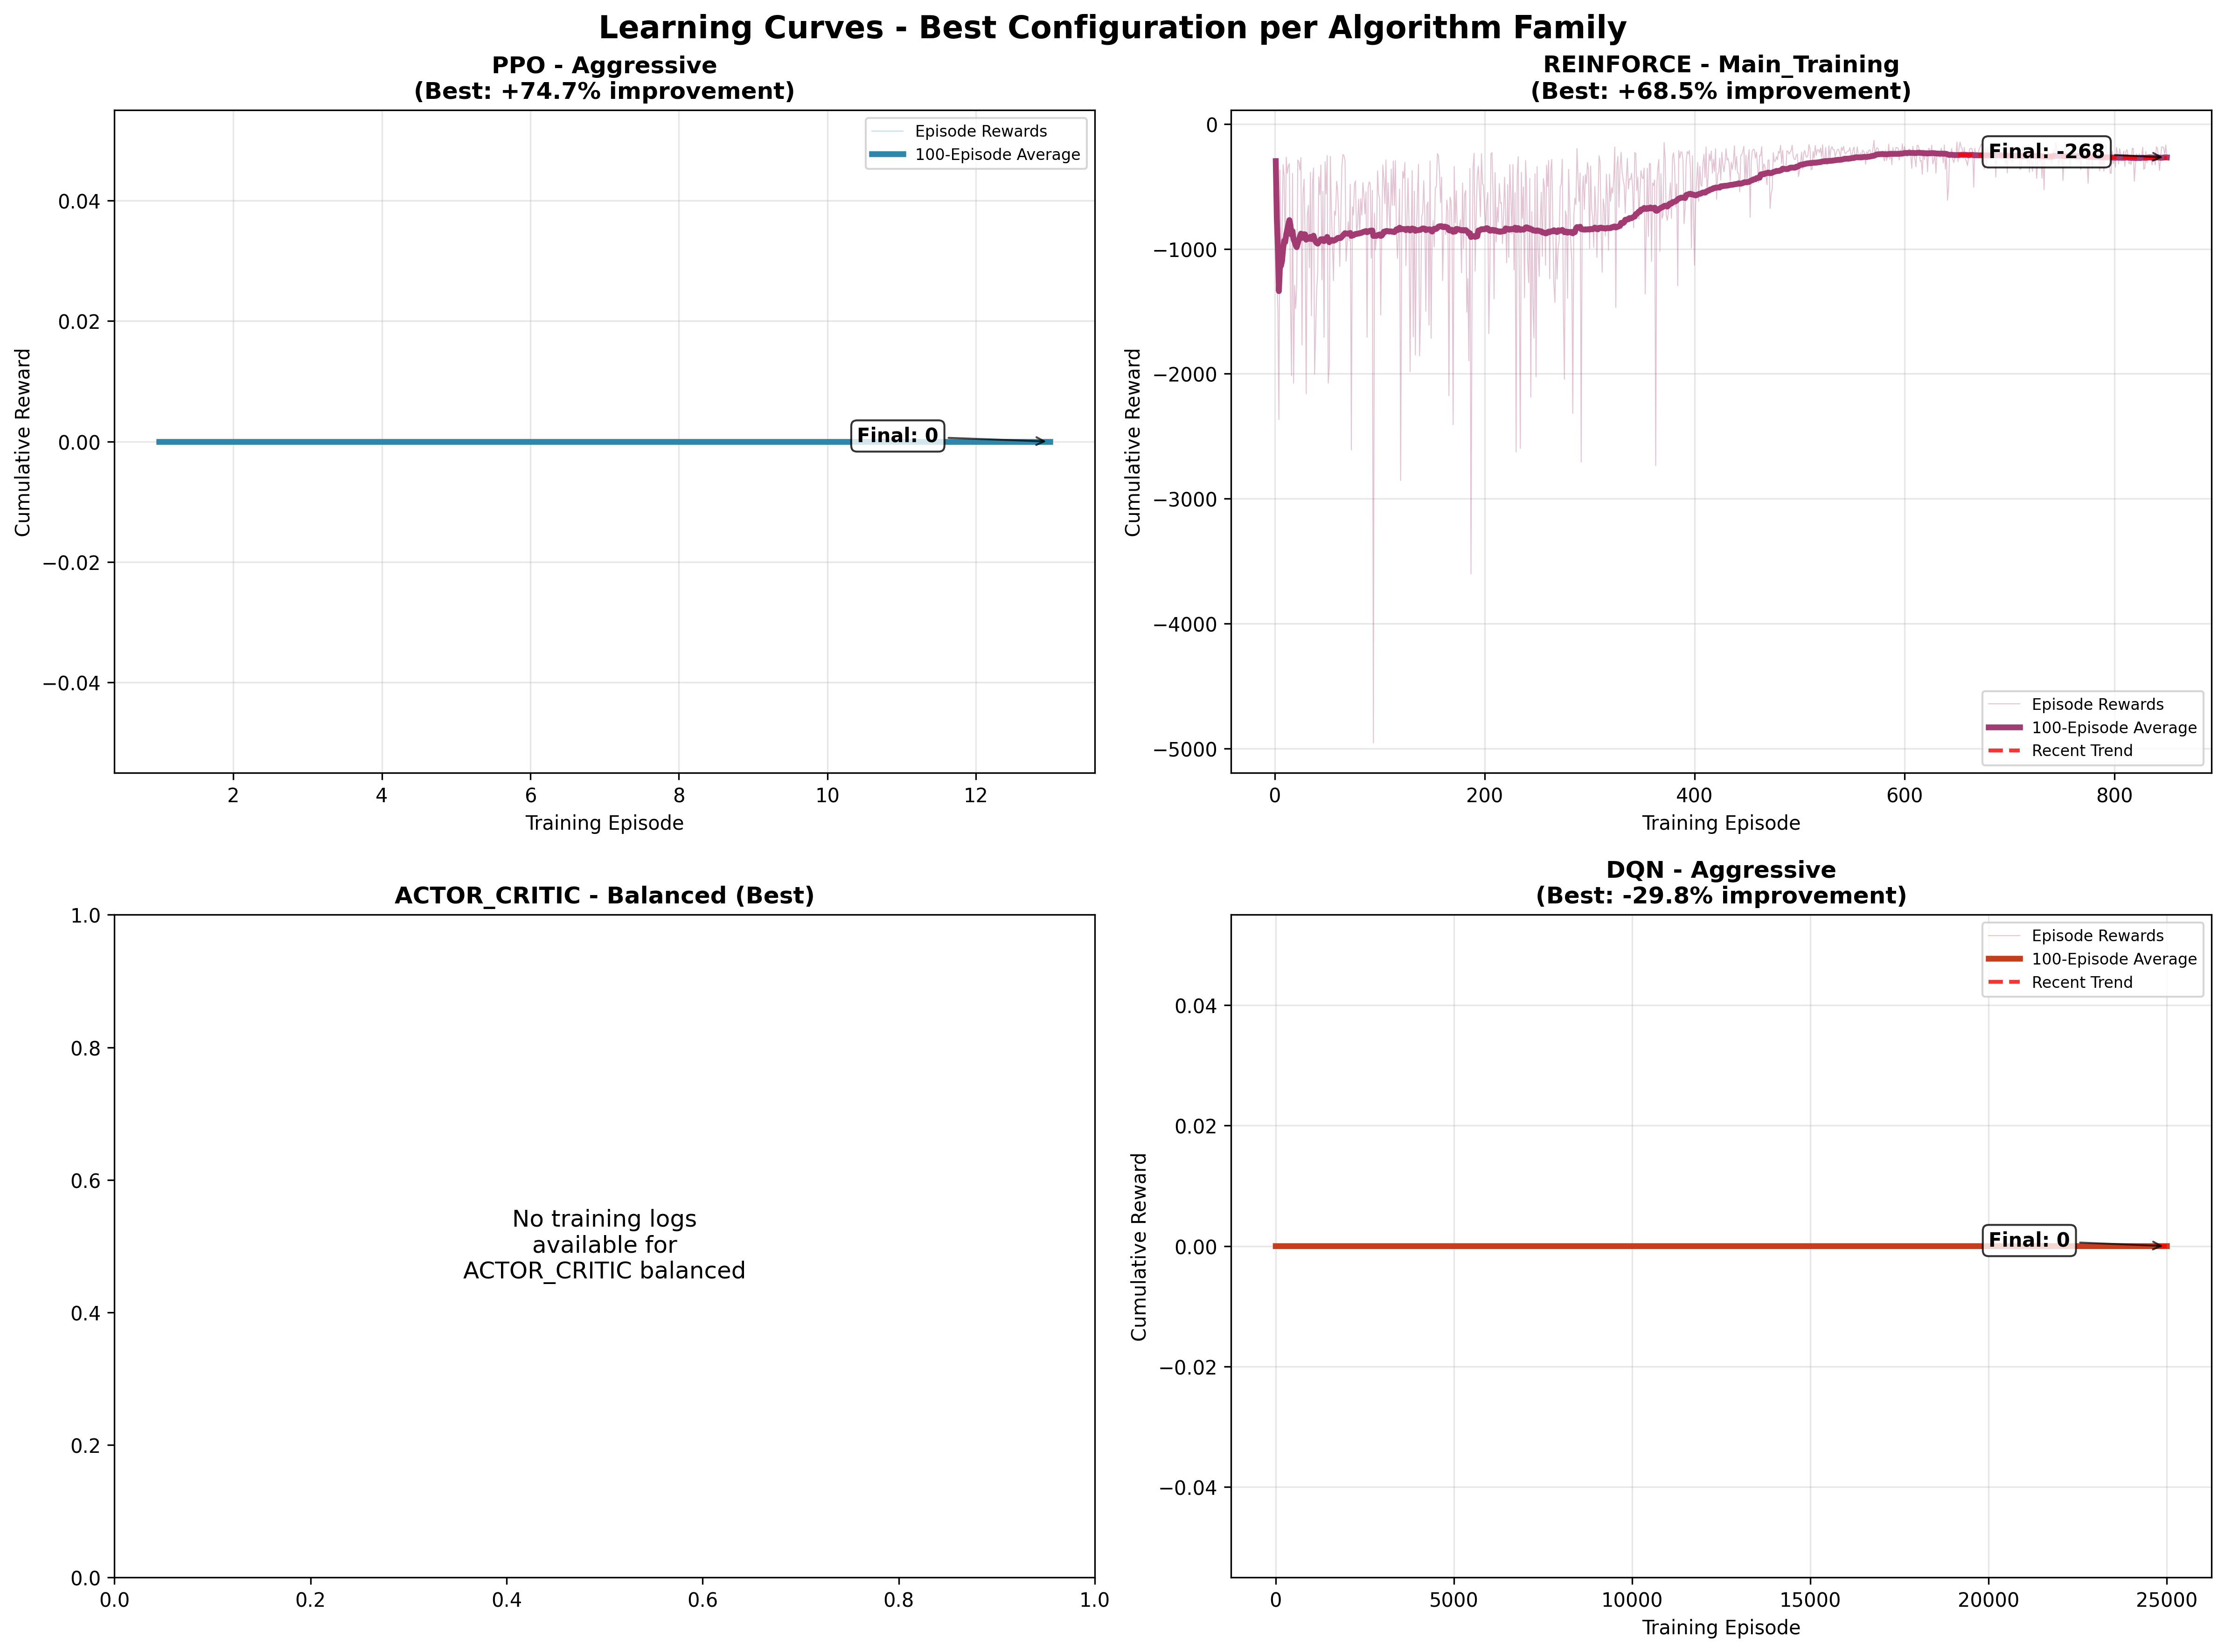 Learning Curves - Best Configuration per Algorithm Family
PPO - Aggressive
(Best: +74.7% improvement)
Episode Rewards
100-Episode Average
0.04
0.02
0.00
−0.02
−0.04
Cumulative Reward
Final: 0
2
4
6
8
10
12
Training Episode
REINFORCE - Main_Training
(Best: +68.5% improvement)
0
−1000
−2000
−3000
−4000
−5000
Cumulative Reward
Final: -268
Episode Rewards
100-Episode Average
Recent Trend
0
200
400
600
800
Training Episode
ACTOR_CRITIC - Balanced (Best)
1.0
0.8
0.6
0.4
0.2
0.0
No training logs
available for
ACTOR_CRITIC balanced
0.0
0.2
0.4
0.6
0.8
1.0
DQN - Aggressive
(Best: -29.8% improvement)
Episode Rewards
100-Episode Average
Recent Trend
0.04
0.02
0.00
−0.02
−0.04
Cumulative Reward
Final: 0
0
5000
10000
15000
20000
25000
Training Episode